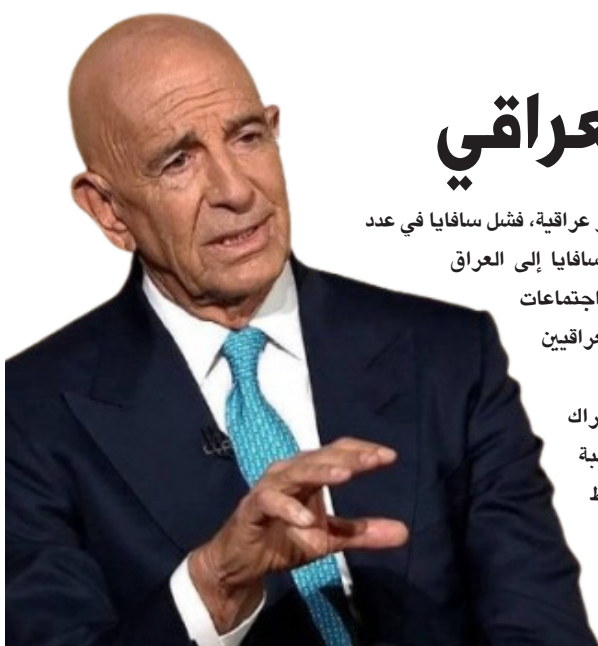 عراقي
عراقية، فشل سافايا في عدد
سافايا إلى العراق
اجتماعات
عراقيين
راك